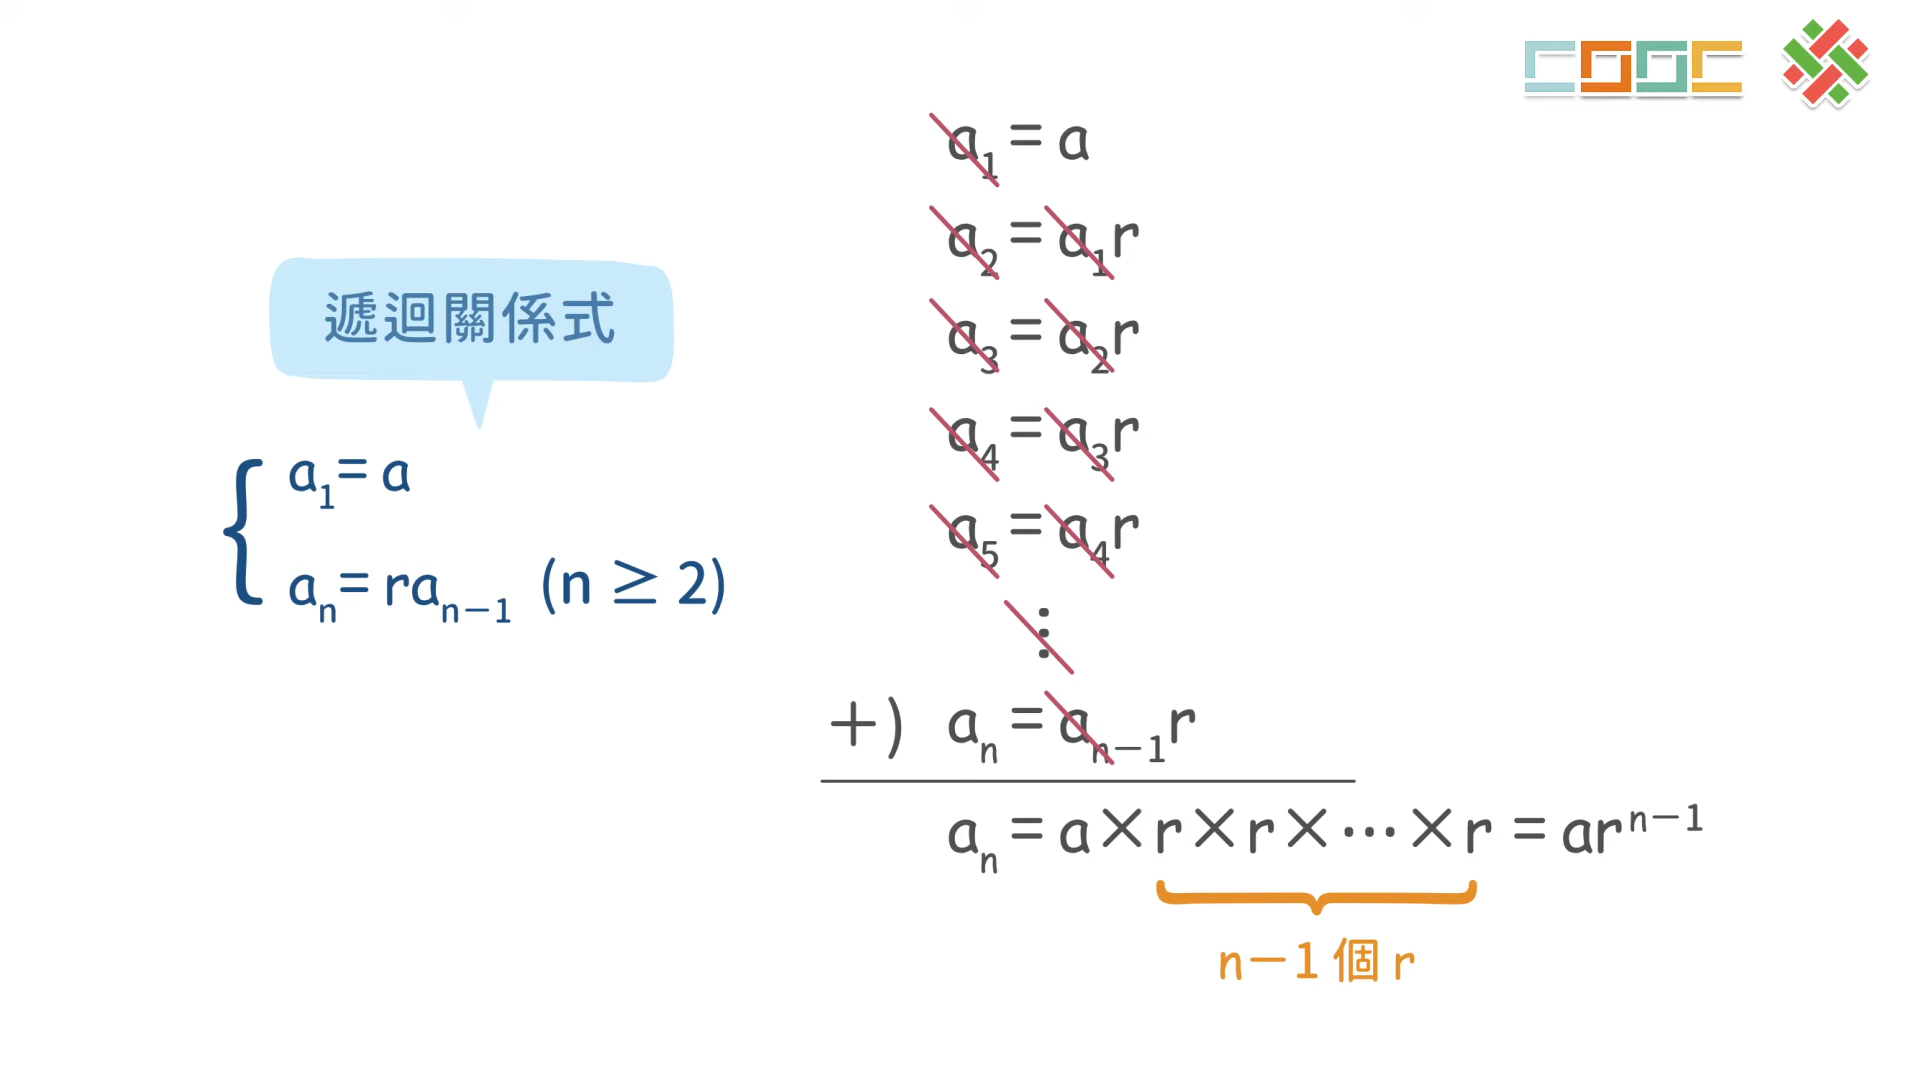 遞迴關係式
a₁= a
aₙ= raₙ₋₁ (n ≥ 2)
a₁ = a
a₂ = a₁r
a₃ = a₂r
a₄ = a₃r
a₅ = a₄r
⋮
+) aₙ = aₙ₋₁r
aₙ = a×r×r×⋯×r = arⁿ⁻¹
n−1 個 r